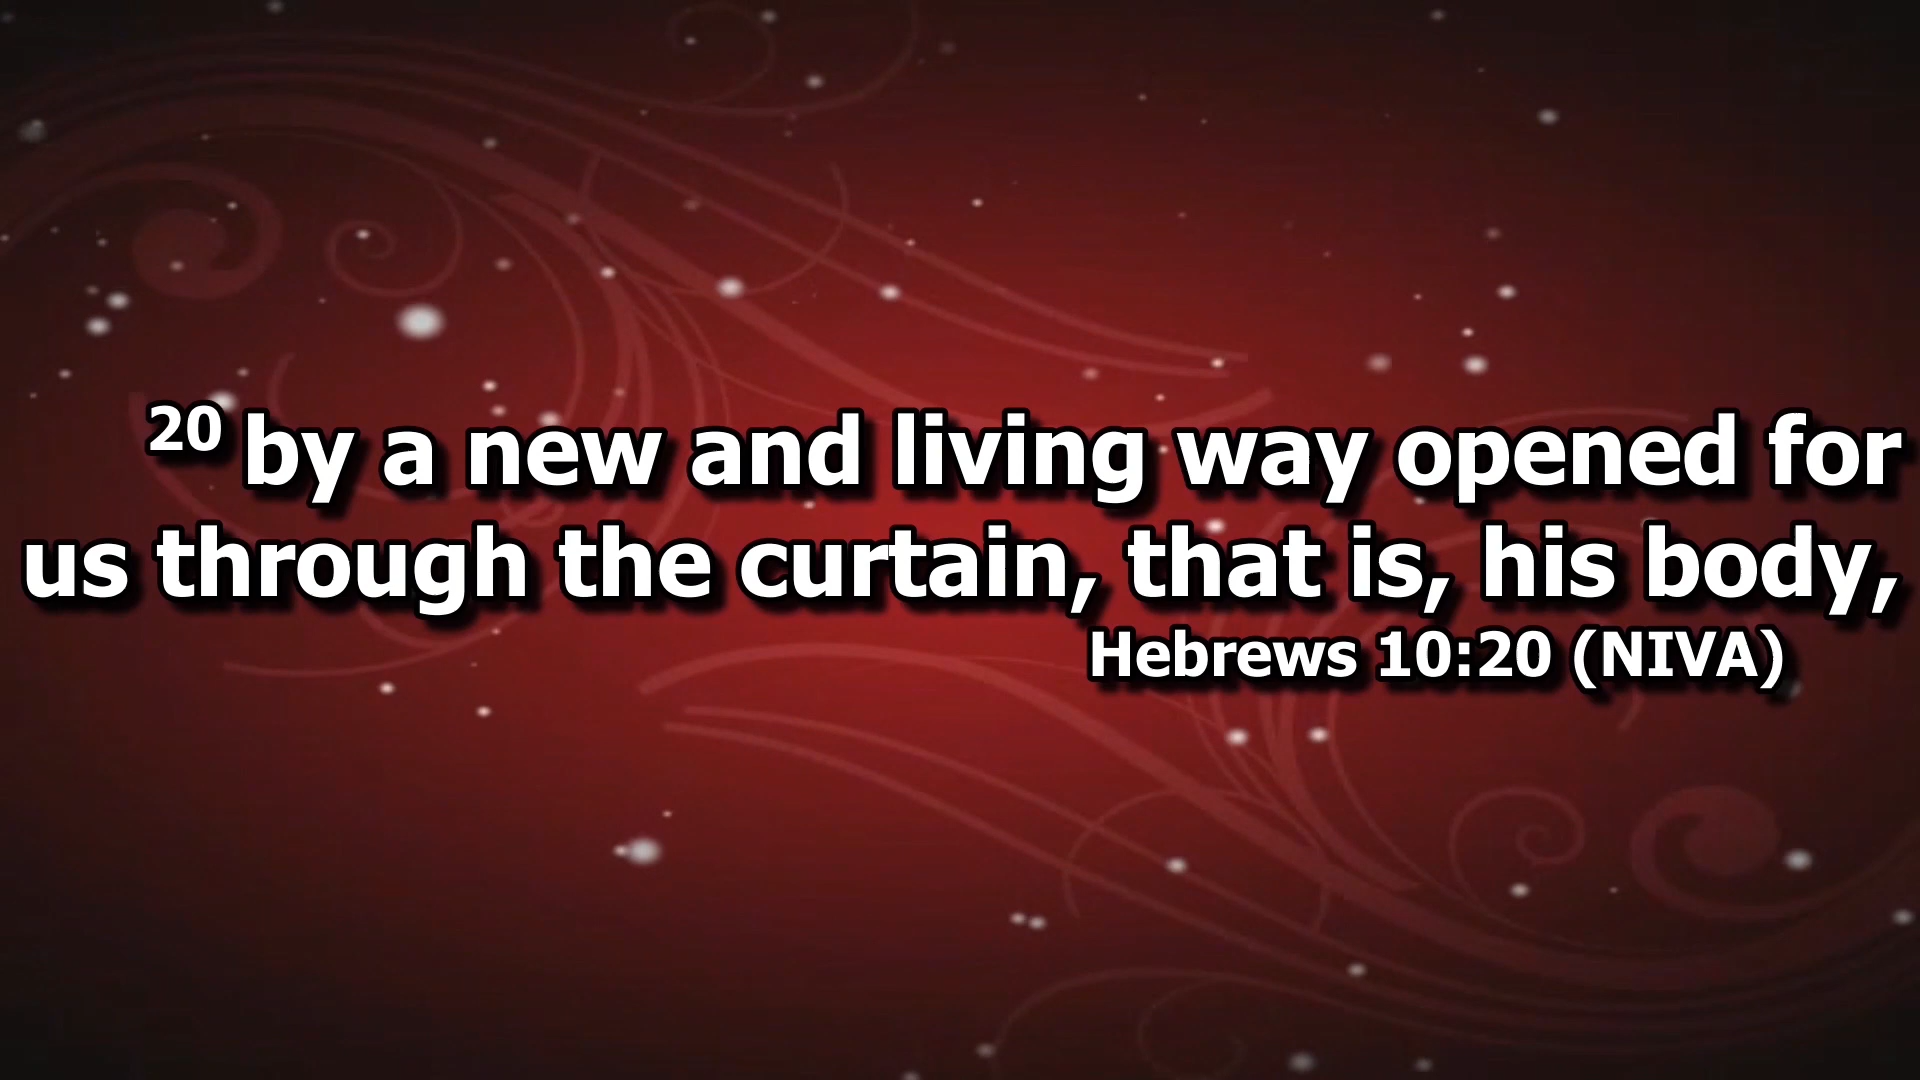 20 by a new and living way opened for
us through the curtain, that is, his body,
Hebrews 10:20 (NIVA)